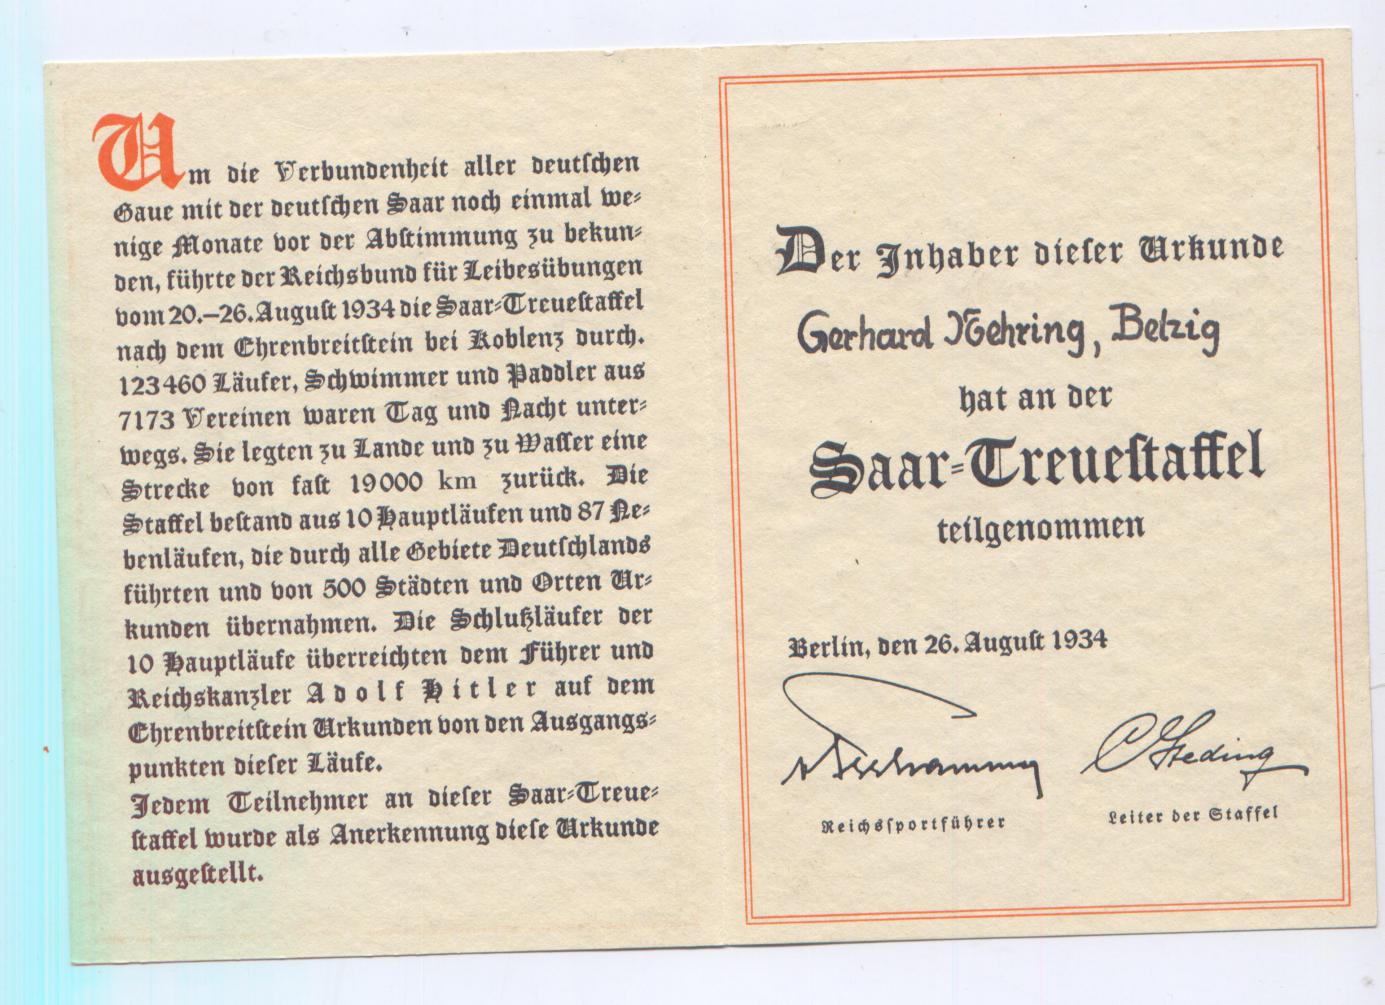 Um die Verbundenheit aller deutschen
Gaue mit der deutschen Saar noch einmal we-
nige Monate vor der Abstimmung zu bekun-
den, führte der Reichsbund für Leibesübungen
vom 20.–26. August 1934 die Saar-Treuestaffel
nach dem Ehrenbreitstein bei Koblenz durch.
123460 Läufer, Schwimmer und Paddler aus
7173 Vereinen waren Tag und Nacht unter-
wegs. Sie legten zu Lande und zu Wasser eine
Strecke von fast 19000 km zurück. Die
Staffel bestand aus 10 Hauptläufen und 87 Ne-
benläufen, die durch alle Gebiete Deutschlands
führten und von 500 Städten und Orten Ur-
kunden übernahmen. Die Schlußläufer der
10 Hauptläufe überreichten dem Führer und
Reichskanzler Adolf Hitler auf dem
Ehrenbreitstein Urkunden von den Ausgangs-
punkten dieser Läufe.
Jedem Teilnehmer an dieser Saar-Treue-
staffel wurde als Anerkennung diese Urkunde
ausgestellt.
Der Inhaber dieser Urkunde
Gerhard Nehring, Belzig
hat an der
Saar-Treuestaffel
teilgenommen
Berlin, den 26. August 1934
Reichssportführer
Leiter der Staffel